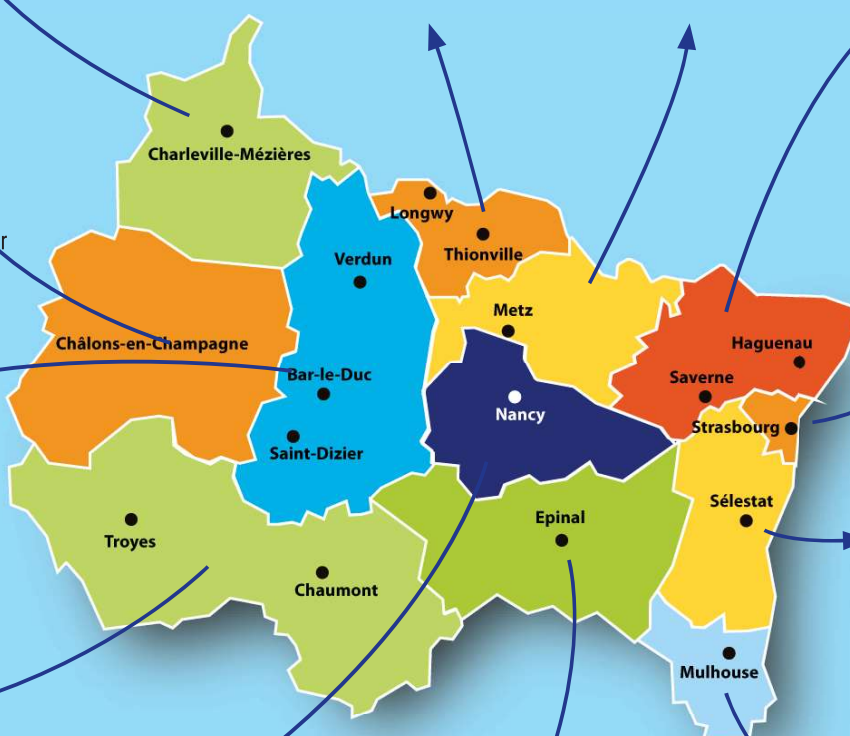 Charleville-Mézières
Longwy
r
Thionville
Verdun
Metz
Châlons-en-Champagne
Haguenau
Bar-le-Duc
Saverne
Nancy
Strasbourg
Saint-Dizier
Sélestat
Epinal
Troyes
Chaumont
Mulhouse